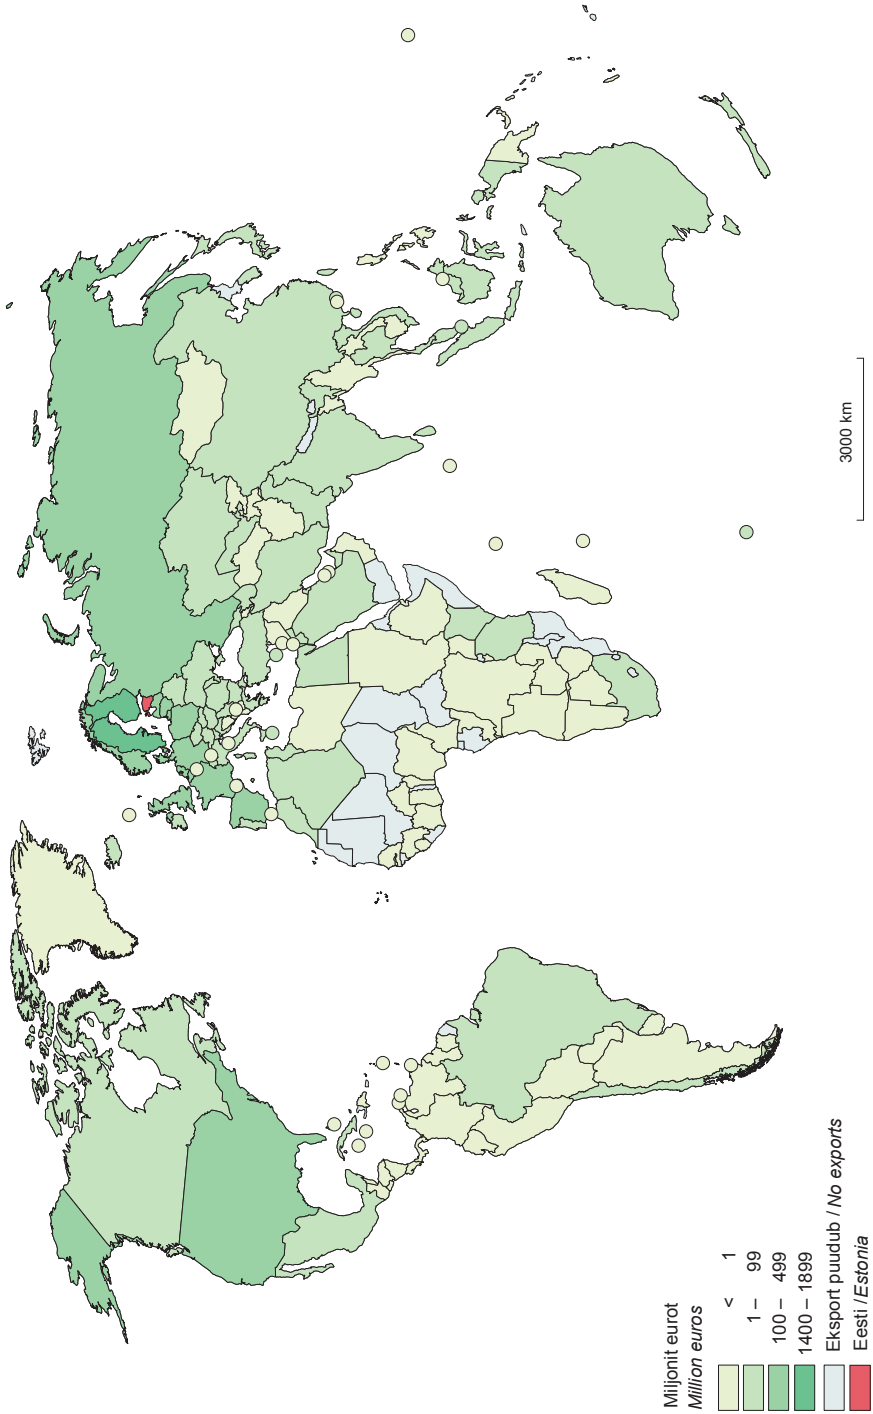 Miljonit eurot
Million euros
< 1
1 – 99
100 – 499
1400 – 1899
Eksport puudub / No exports
Eesti / Estonia
3000 km